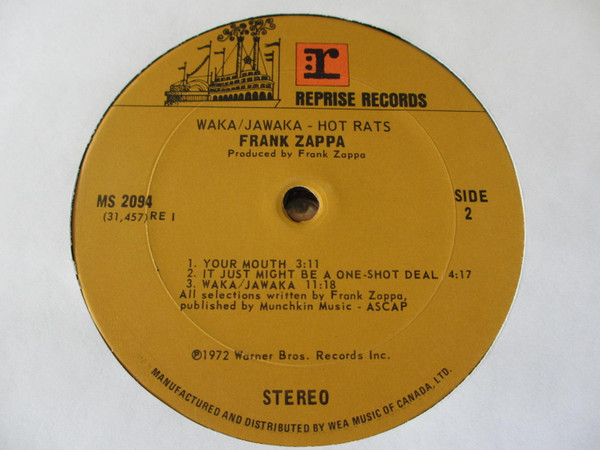 r:
REPRISE RECORDS
WAKA/JAWAKA - HOT RATS
FRANK ZAPPA
Produced by Frank Zappa
MS 2094
(31,457) RE 1
SIDE
2
1. YOUR MOUTH 3:11
2. IT JUST MIGHT BE A ONE-SHOT DEAL 4:17
3. WAKA/JAWAKA 11:18
All selections written by Frank Zappa,
published by Munchkin Music - ASCAP
℗1972 Warner Bros. Records Inc.
STEREO
MANUFACTURED AND DISTRIBUTED BY WEA MUSIC OF CANADA, LTD.